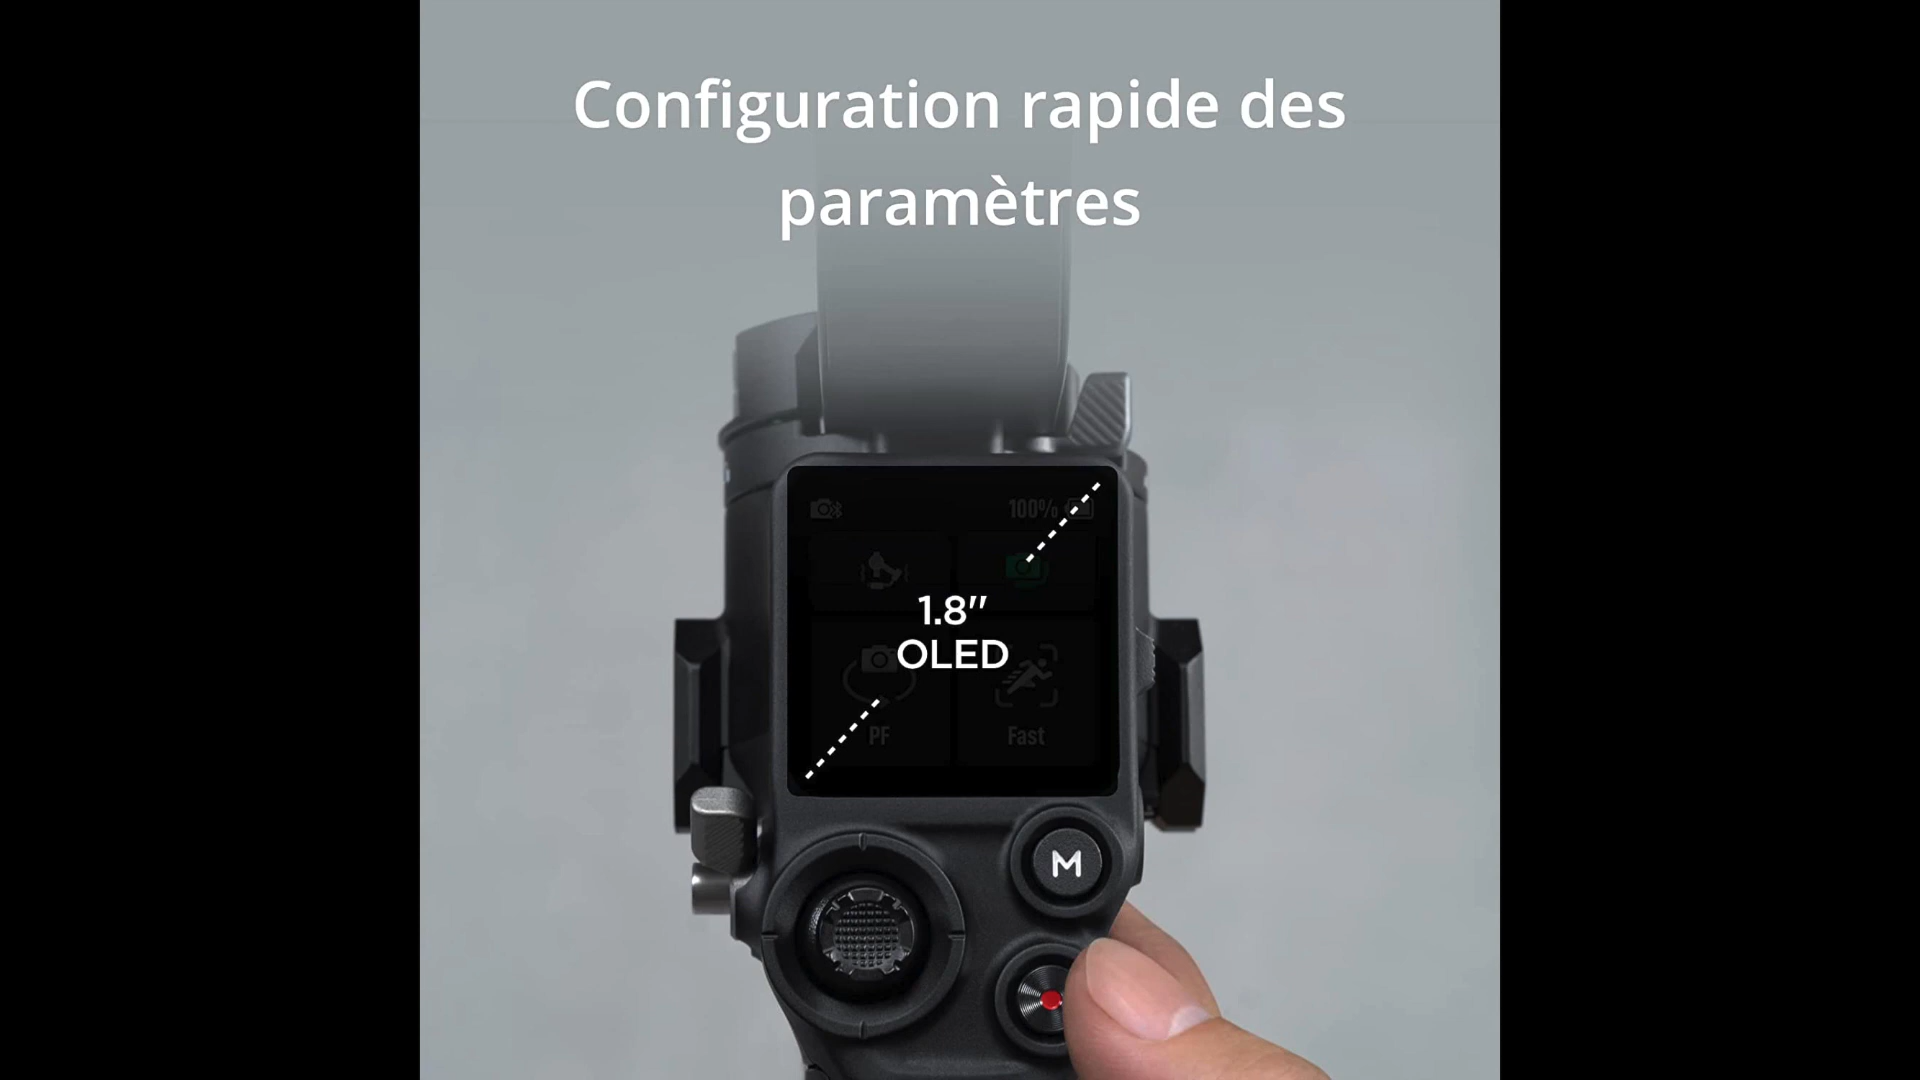 Configuration rapide des
paramètres
100%
1.8"
OLED
PF
Fast
M